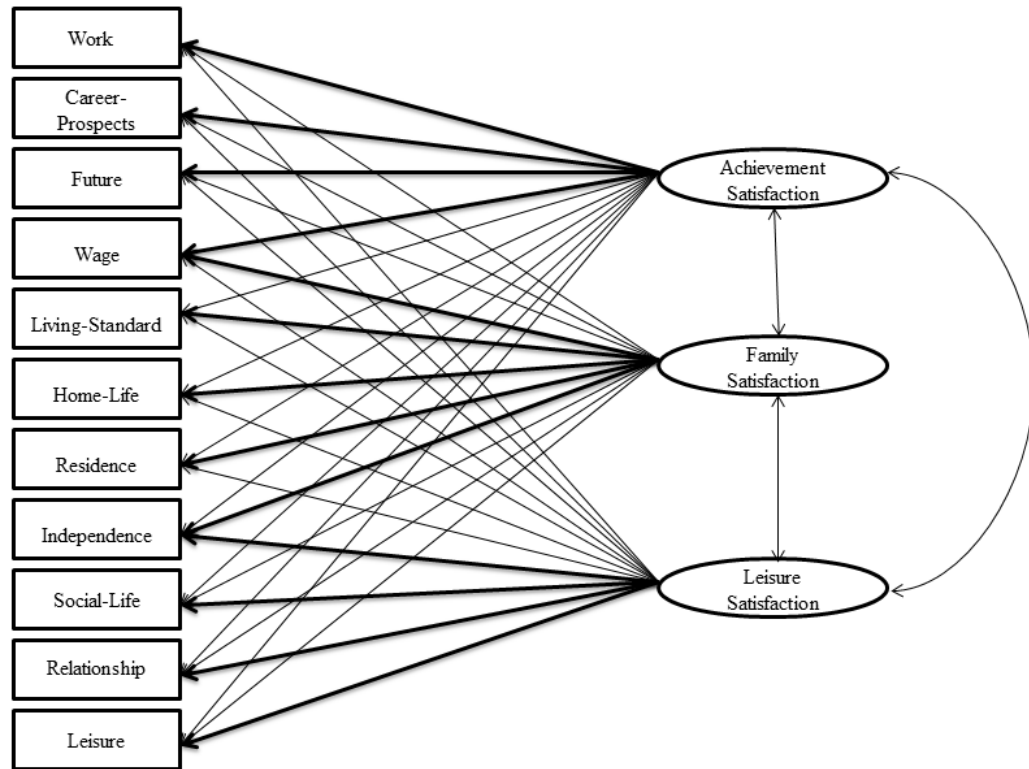 Work
Career-
Prospects
Future
Wage
Living-Standard
Home-Life
Residence
Independence
Social-Life
Relationship
Leisure
Achievement
Satisfaction
Family
Satisfaction
Leisure
Satisfaction